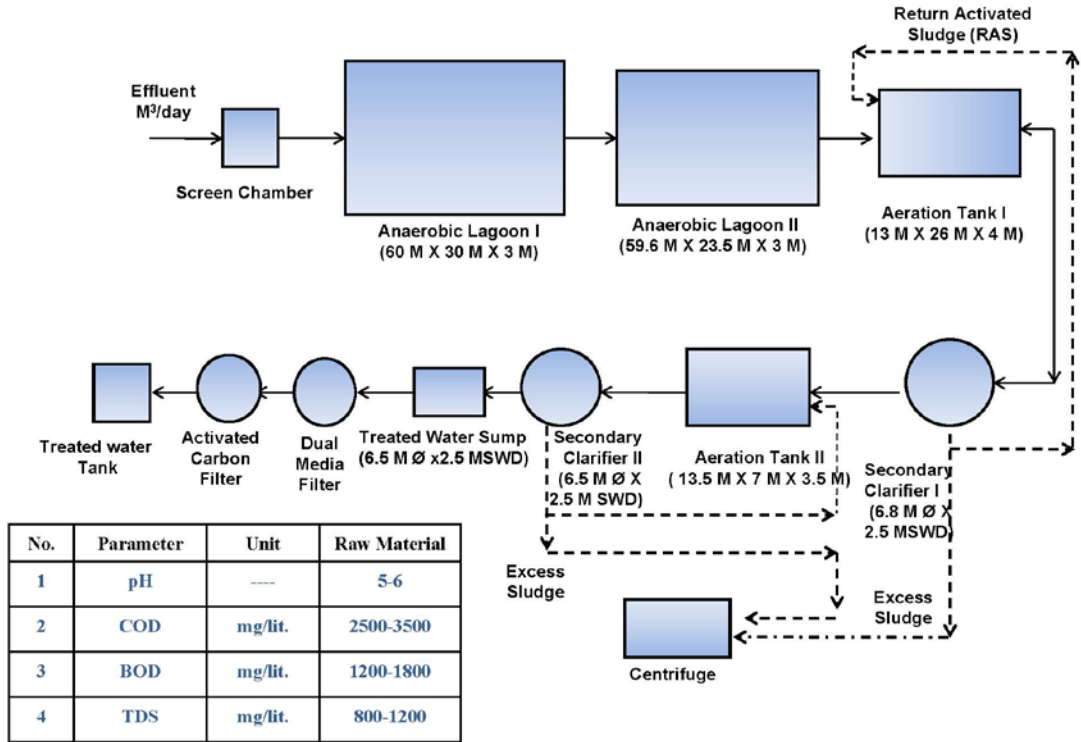 Return Activated
Sludge (RAS)
Effluent
M³/day
Screen Chamber
Anaerobic Lagoon I
(60 M X 30 M X 3 M)
Anaerobic Lagoon II
(59.6 M X 23.5 M X 3 M)
Aeration Tank I
(13 M X 26 M X 4 M)
Treated water
Tank
Activated
Carbon
Filter
Dual
Media
Filter
Treated Water Sump
(6.5 M Ø x2.5 MSWD)
Secondary
Clarifier II
(6.5 M Ø X
2.5 M SWD)
Aeration Tank II
( 13.5 M X 7 M X 3.5 M)
Secondary
Clarifier I
(6.8 M Ø X
2.5 MSWD)
Excess
Sludge
Excess
Sludge
Centrifuge
No. Parameter Unit Raw Material
1 pH ---- 5-6
2 COD mg/lit. 2500-3500
3 BOD mg/lit. 1200-1800
4 TDS mg/lit. 800-1200